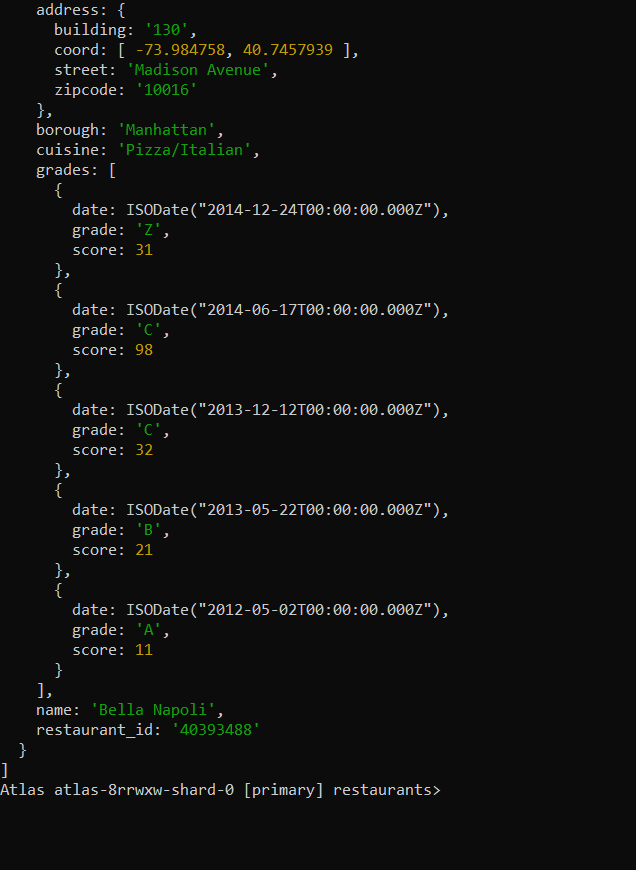 address: {
building: '130',
coord: [ -73.984758, 40.7457939 ],
street: 'Madison Avenue',
zipcode: '10016'
},
borough: 'Manhattan',
cuisine: 'Pizza/Italian',
grades: [
{
date: ISODate("2014-12-24T00:00:00.000Z"),
grade: 'Z',
score: 31
},
{
date: ISODate("2014-06-17T00:00:00.000Z"),
grade: 'C',
score: 98
},
{
date: ISODate("2013-12-12T00:00:00.000Z"),
grade: 'C',
score: 32
},
{
date: ISODate("2013-05-22T00:00:00.000Z"),
grade: 'B',
score: 21
},
{
date: ISODate("2012-05-02T00:00:00.000Z"),
grade: 'A',
score: 11
}
],
name: 'Bella Napoli',
restaurant_id: '40393488'
}
]
Atlas atlas-8rrwxw-shard-0 [primary] restaurants>